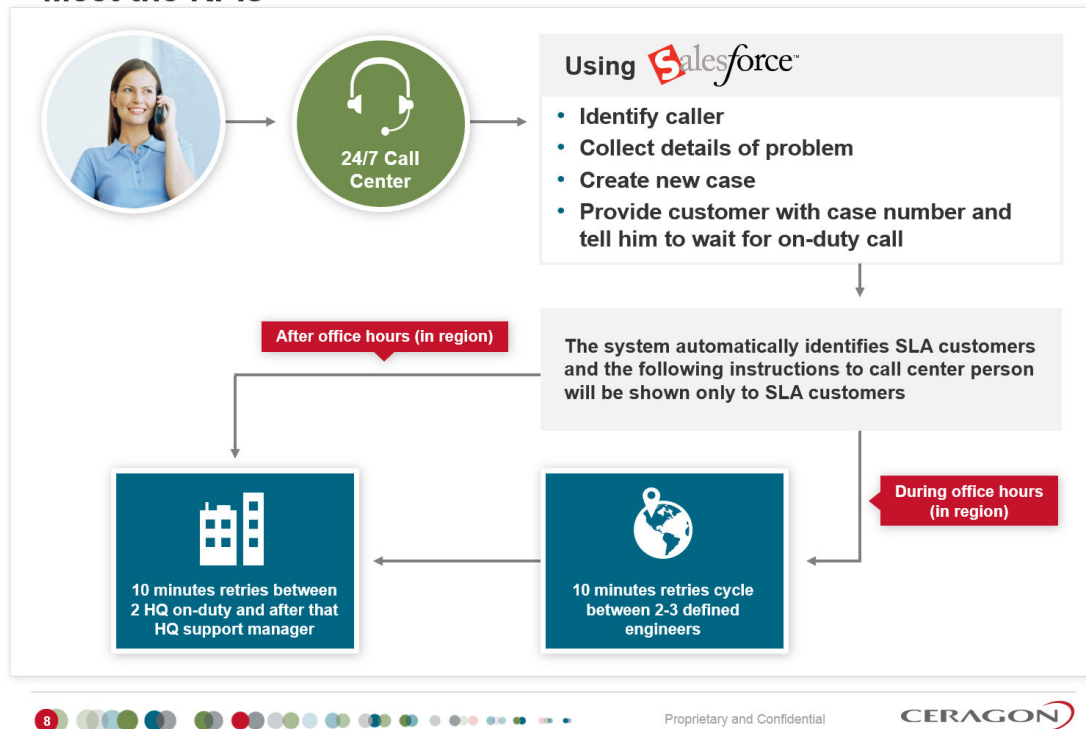 24/7 Call
Center
Using Salesforce™
• Identify caller
• Collect details of problem
• Create new case
• Provide customer with case number and
tell him to wait for on-duty call
After office hours (in region)
The system automatically identifies SLA customers
and the following instructions to call center person
will be shown only to SLA customers
During office hours
(in region)
10 minutes retries between
2 HQ on-duty and after that
HQ support manager
10 minutes retries cycle
between 2-3 defined
engineers
8
Proprietary and Confidential
CERAGON